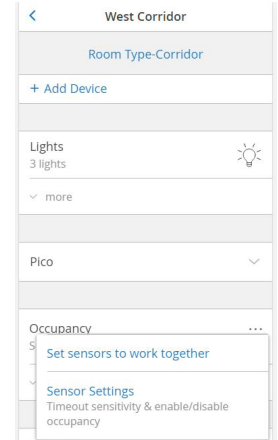 West Corridor
Room Type-Corridor
+ Add Device
Lights
3 lights
more
Pico
Occupancy
...
S
Set sensors to work together
Sensor Settings
Timeout sensitivity & enable/disable
occupancy